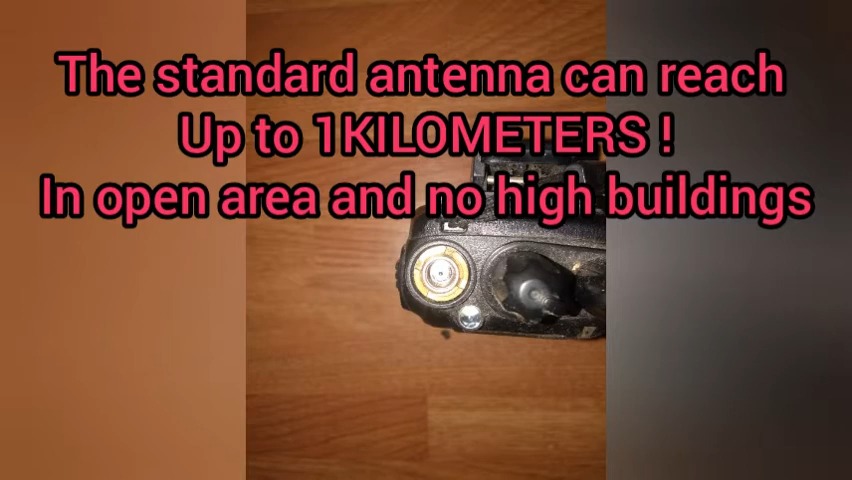 The standard antenna can reach
Up to 1KILOMETERS !
In open area and no high buildings